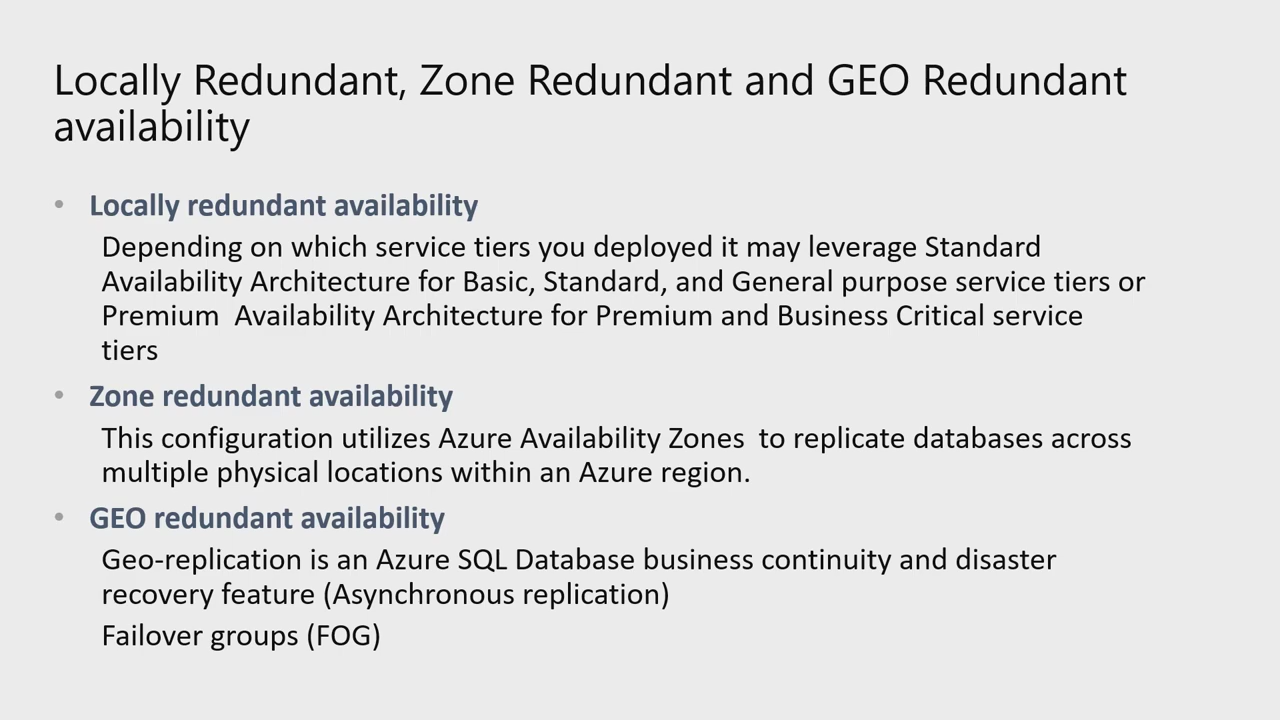 Locally Redundant, Zone Redundant and GEO Redundant
availability
• Locally redundant availability
Depending on which service tiers you deployed it may leverage Standard
Availability Architecture for Basic, Standard, and General purpose service tiers or
Premium  Availability Architecture for Premium and Business Critical service
tiers
• Zone redundant availability
This configuration utilizes Azure Availability Zones  to replicate databases across
multiple physical locations within an Azure region.
• GEO redundant availability
Geo-replication is an Azure SQL Database business continuity and disaster
recovery feature (Asynchronous replication)
Failover groups (FOG)